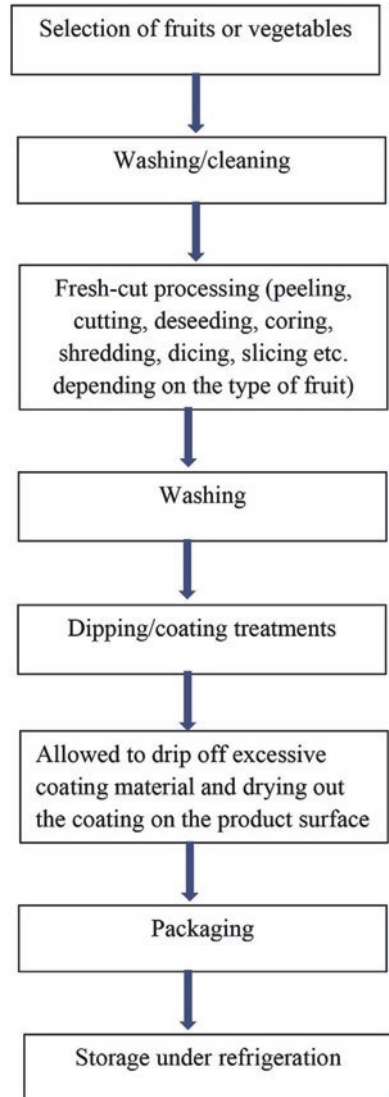 Selection of fruits or vegetables
Washing/cleaning
Fresh-cut processing (peeling,
cutting, deseeding, coring,
shredding, dicing, slicing etc.
depending on the type of fruit)
Washing
Dipping/coating treatments
Allowed to drip off excessive
coating material and drying out
the coating on the product surface
Packaging
Storage under refrigeration